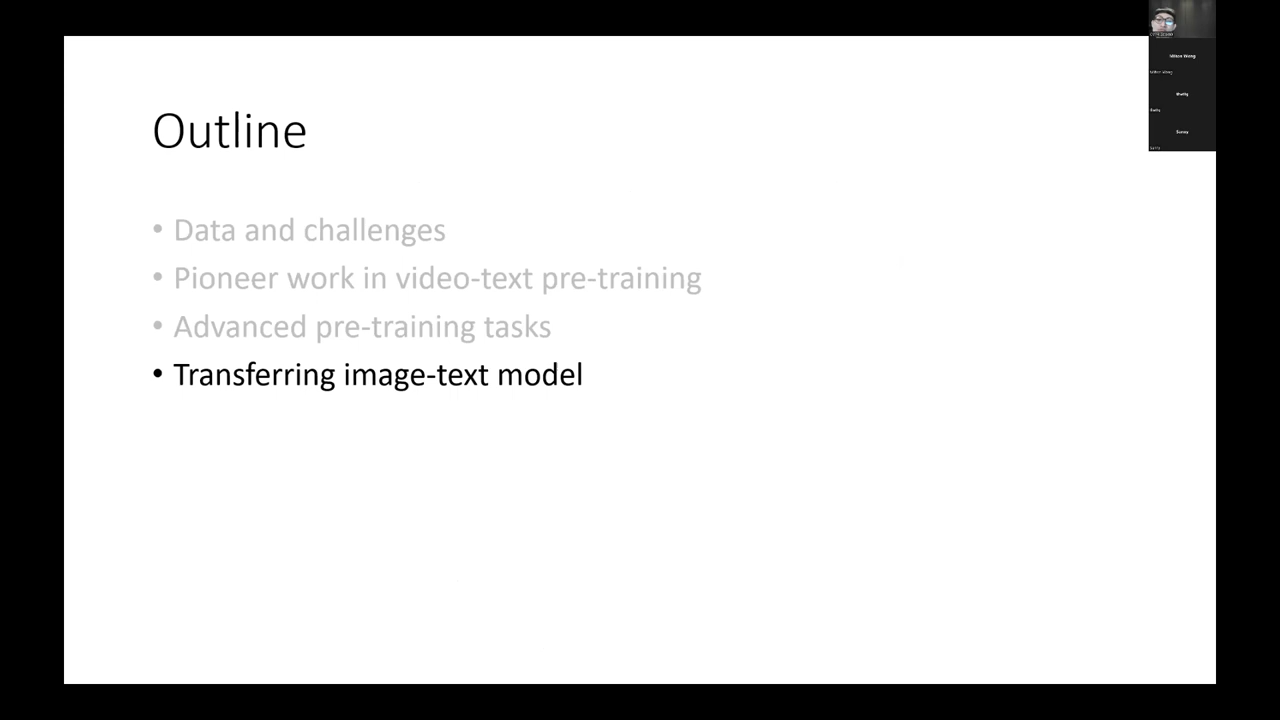 Outline
• Data and challenges
• Pioneer work in video-text pre-training
• Advanced pre-training tasks
• Transferring image-text model
Sunny